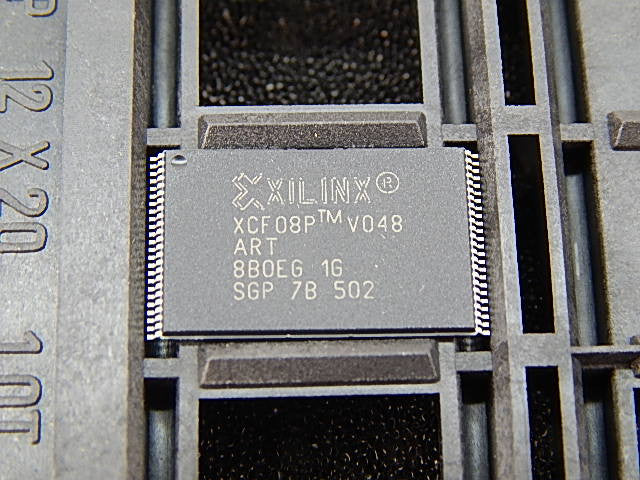 XILINX®
XCF08P™ V048
ART
8B0EG 1G
SGP 7B 502
12 X 20